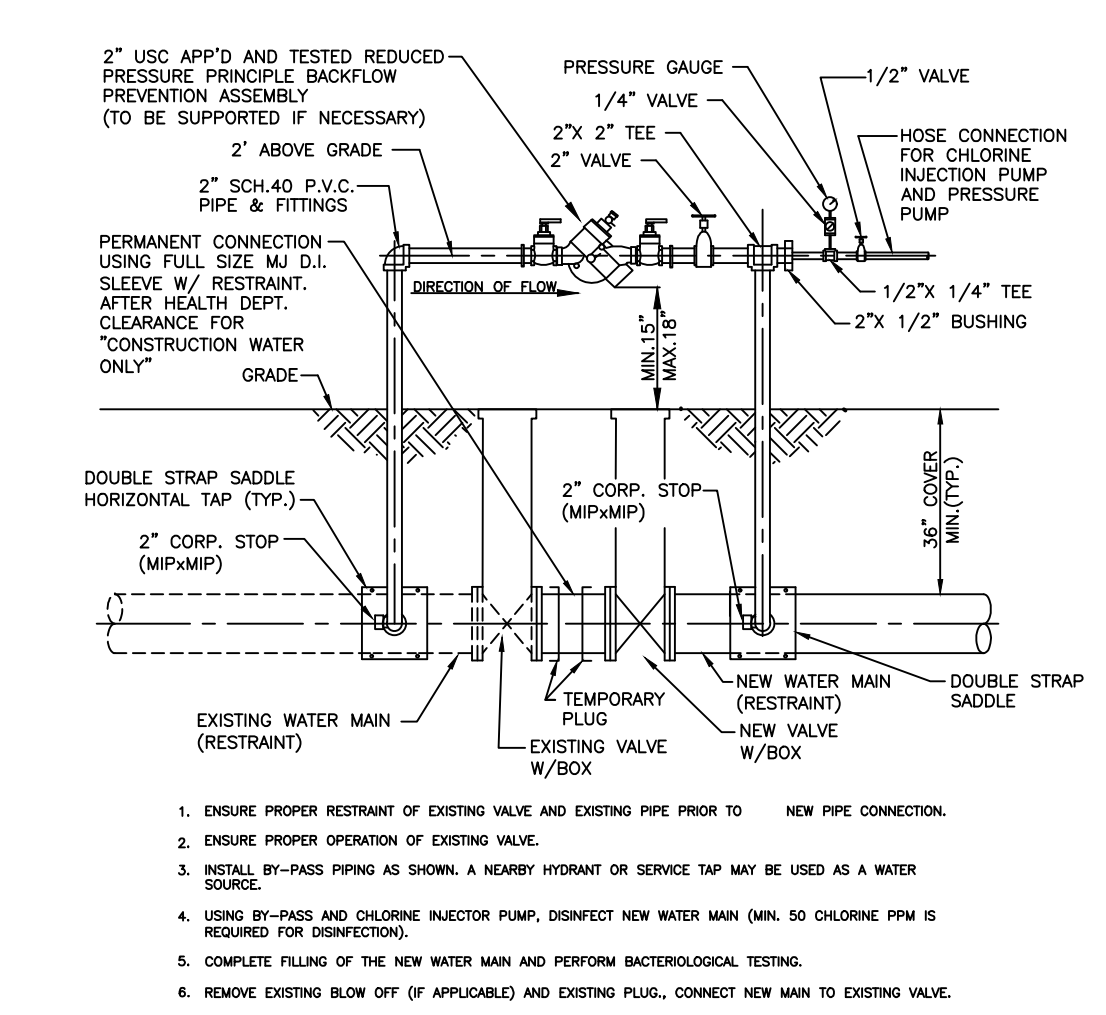 2" USC APP'D AND TESTED REDUCED
PRESSURE PRINCIPLE BACKFLOW
PREVENTION ASSEMBLY
(TO BE SUPPORTED IF NECESSARY)
2' ABOVE GRADE
2" SCH.40 P.V.C.
PIPE & FITTINGS
PERMANENT CONNECTION
USING FULL SIZE MJ D.I.
SLEEVE W/ RESTRAINT.
AFTER HEALTH DEPT.
CLEARANCE FOR
"CONSTRUCTION WATER
ONLY"
GRADE
PRESSURE GAUGE
1/4" VALVE
2"X 2" TEE
2" VALVE
1/2" VALVE
HOSE CONNECTION
FOR CHLORINE
INJECTION PUMP
AND PRESSURE
PUMP
DIRECTION OF FLOW
1/2"X 1/4" TEE
2"X 1/2" BUSHING
MIN.15"
MAX.18"
DOUBLE STRAP SADDLE
HORIZONTAL TAP (TYP.)
2" CORP. STOP
(MIPxMIP)
2" CORP. STOP
(MIPxMIP)
36" COVER
MIN.(TYP.)
EXISTING WATER MAIN
(RESTRAINT)
TEMPORARY
PLUG
EXISTING VALVE
W/BOX
NEW WATER MAIN
(RESTRAINT)
NEW VALVE
W/BOX
DOUBLE STRAP
SADDLE
1. ENSURE PROPER RESTRAINT OF EXISTING VALVE AND EXISTING PIPE PRIOR TO NEW PIPE CONNECTION.
2. ENSURE PROPER OPERATION OF EXISTING VALVE.
3. INSTALL BY-PASS PIPING AS SHOWN. A NEARBY HYDRANT OR SERVICE TAP MAY BE USED AS A WATER
SOURCE.
4. USING BY-PASS AND CHLORINE INJECTOR PUMP, DISINFECT NEW WATER MAIN (MIN. 50 CHLORINE PPM IS
REQUIRED FOR DISINFECTION).
5. COMPLETE FILLING OF THE NEW WATER MAIN AND PERFORM BACTERIOLOGICAL TESTING.
6. REMOVE EXISTING BLOW OFF (IF APPLICABLE) AND EXISTING PLUG., CONNECT NEW MAIN TO EXISTING VALVE.